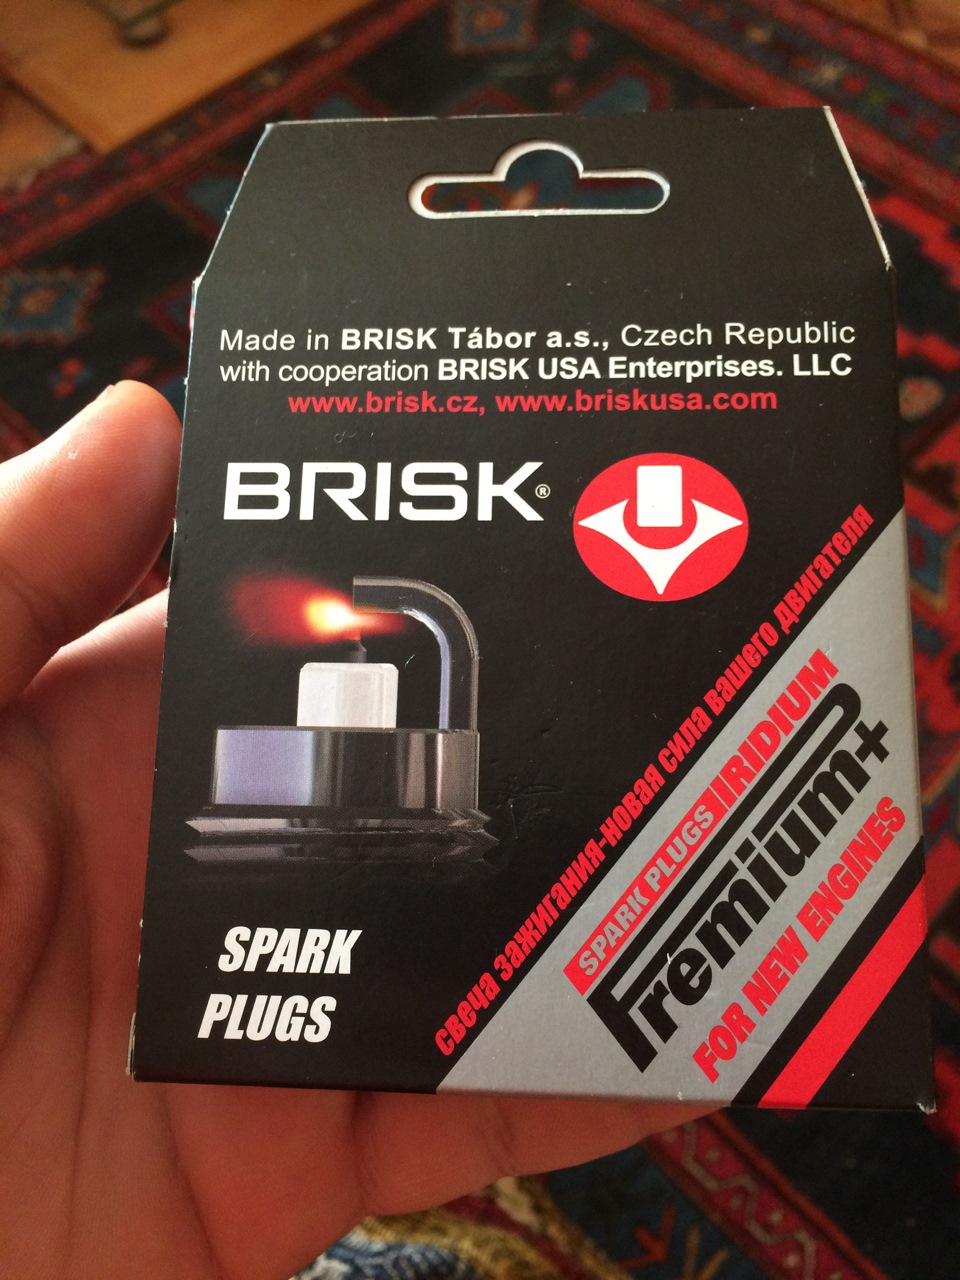 Made in BRISK Tábor a.s., Czech Republic
with cooperation BRISK USA Enterprises. LLC
www.brisk.cz, www.briskusa.com
BRISK®
свеча зажигания-новая сила вашего двигателя
SPARK PLUGS IRIDIUM
Premium+
FOR NEW ENGINES
SPARK
PLUGS